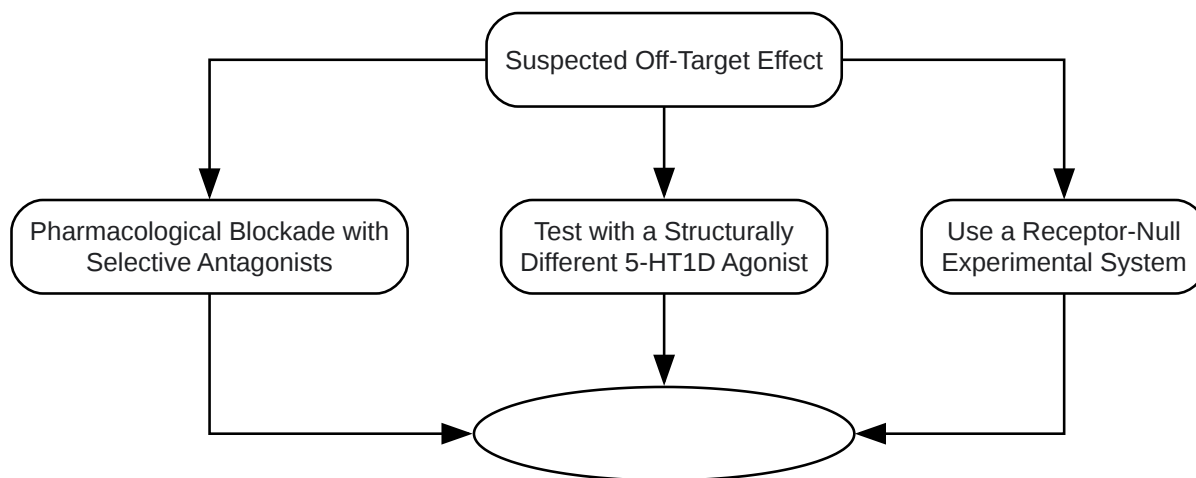 Suspected Off-Target Effect
Pharmacological Blockade with
Selective Antagonists
Test with a Structurally
Different 5-HT1D Agonist
Use a Receptor-Null
Experimental System